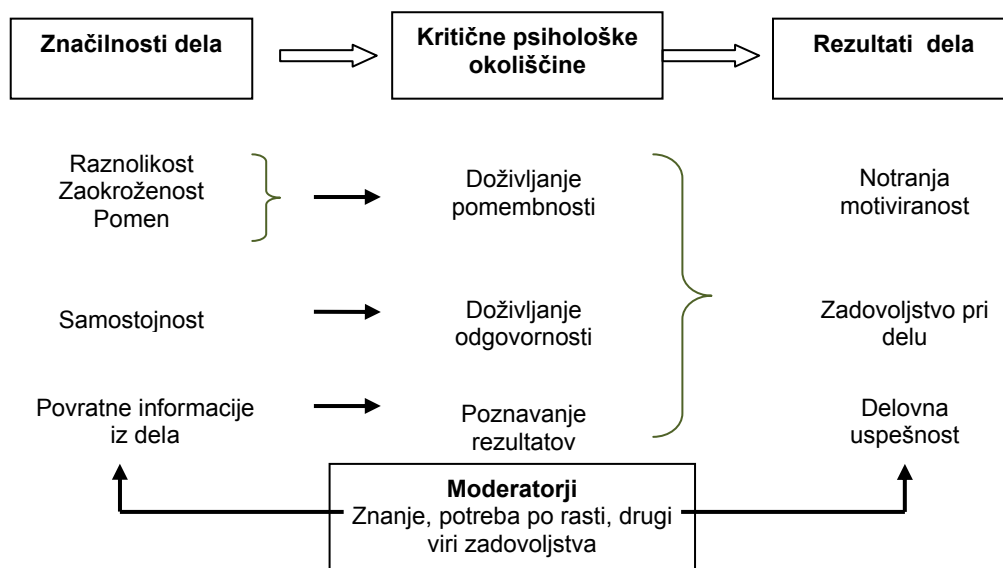 Značilnosti dela
Kritične psihološke
okoliščine
Rezultati dela
Raznolikost
Zaokroženost
Pomen
Doživljanje
pomembnosti
Notranja
motiviranost
Samostojnost
Doživljanje
odgovornosti
Zadovoljstvo pri
delu
Povratne informacije
iz dela
Poznavanje
rezultatov
Delovna
uspešnost
Moderatorji
Znanje, potreba po rasti, drugi
viri zadovoljstva